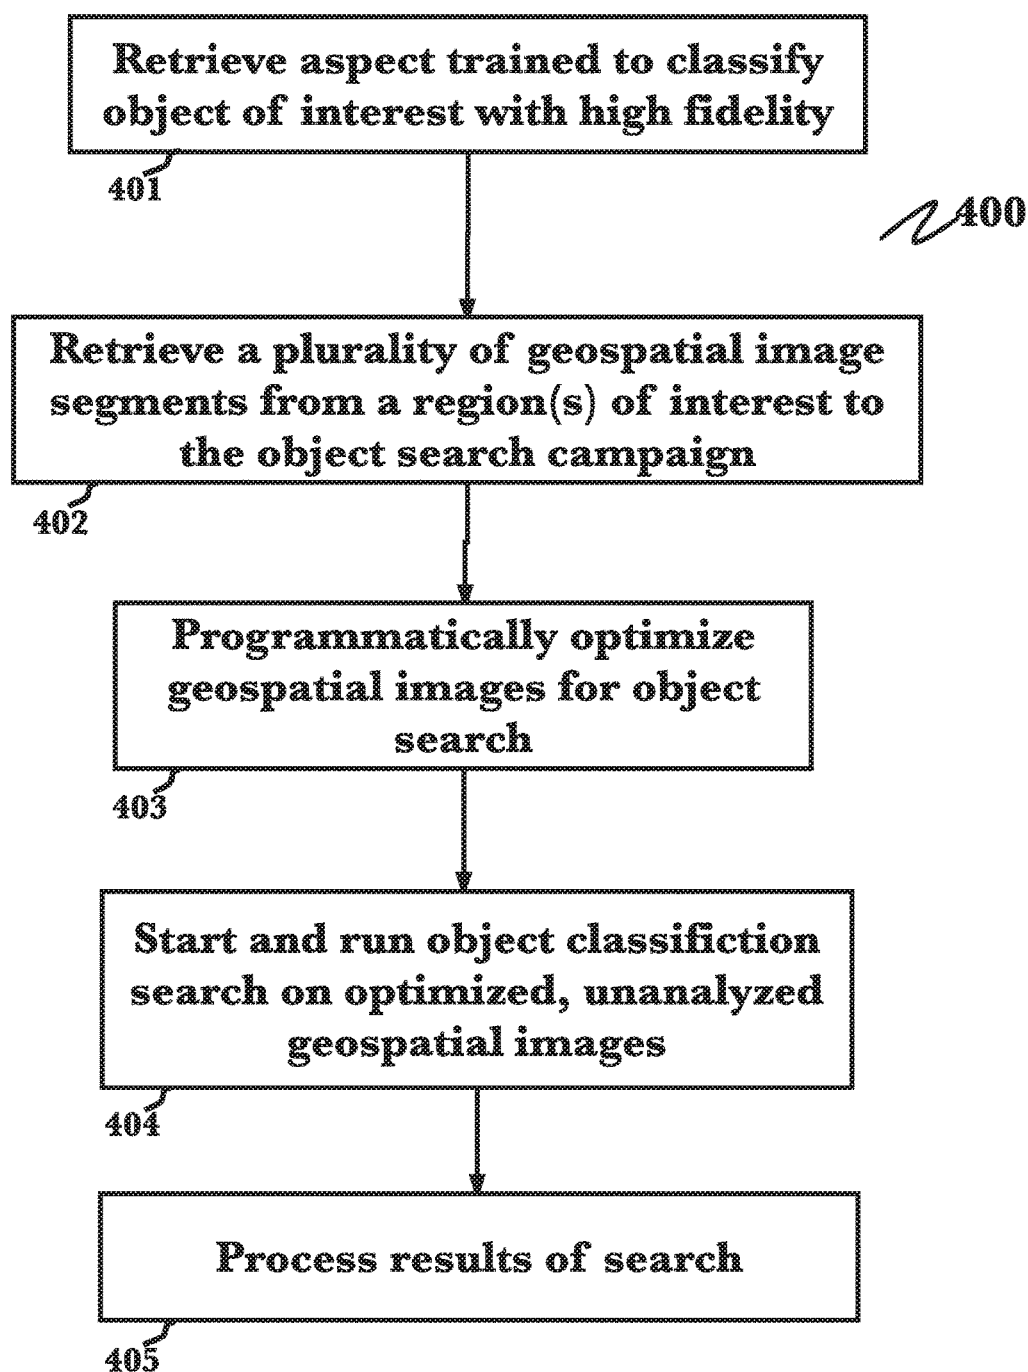 Retrieve aspect trained to classify
object of interest with high fidelity
401
400
Retrieve a plurality of geospatial image
segments from a region(s) of interest to
the object search campaign
402
Programmatically optimize
geospatial images for object
search
403
Start and run object classifiction
search on optimized, unanalyzed
geospatial images
404
Process results of search
405